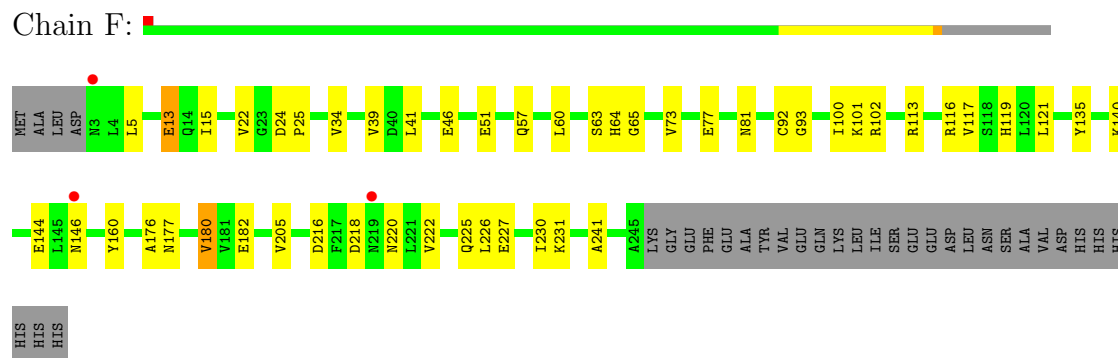 Chain F:
MET ALA LEU ASP N3 L4 L5 E13 Q14 I15 V22 G23 D24 P25 V34 V39 D40 L41 E46 E51 Q57 L60 S63 H64 G65 V73 E77 N81 C92 G93 I100 K101 R102 R113 R116 V117 S118 H119 L120 L121 Y135
E144 L145 N146 Y160 A176 N177 V180 V181 E182 V205 D216 F217 D218 N219 N220 L221 V222 Q225 L226 E227 I230 K231 A241 A245 LYS GLY GLU PHE GLU ALA TYR VAL GLU GLN LYS LEU ILE SER GLU GLU ASP LEU ASN SER ALA VAL ASP HIS HIS HIS
HIS HIS HIS